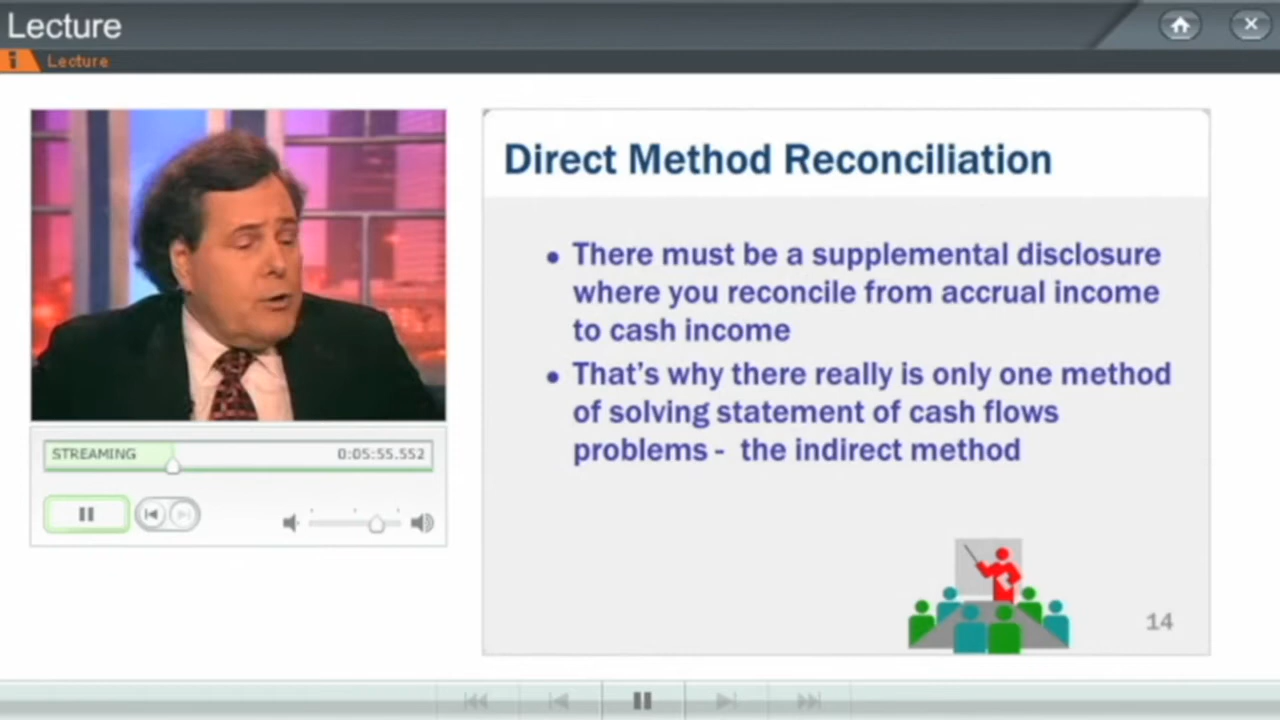 Lecture
i Lecture
Direct Method Reconciliation
• There must be a supplemental disclosure
where you reconcile from accrual income
to cash income
• That's why there really is only one method
of solving statement of cash flows
problems - the indirect method
STREAMING 0:05:55.552
14